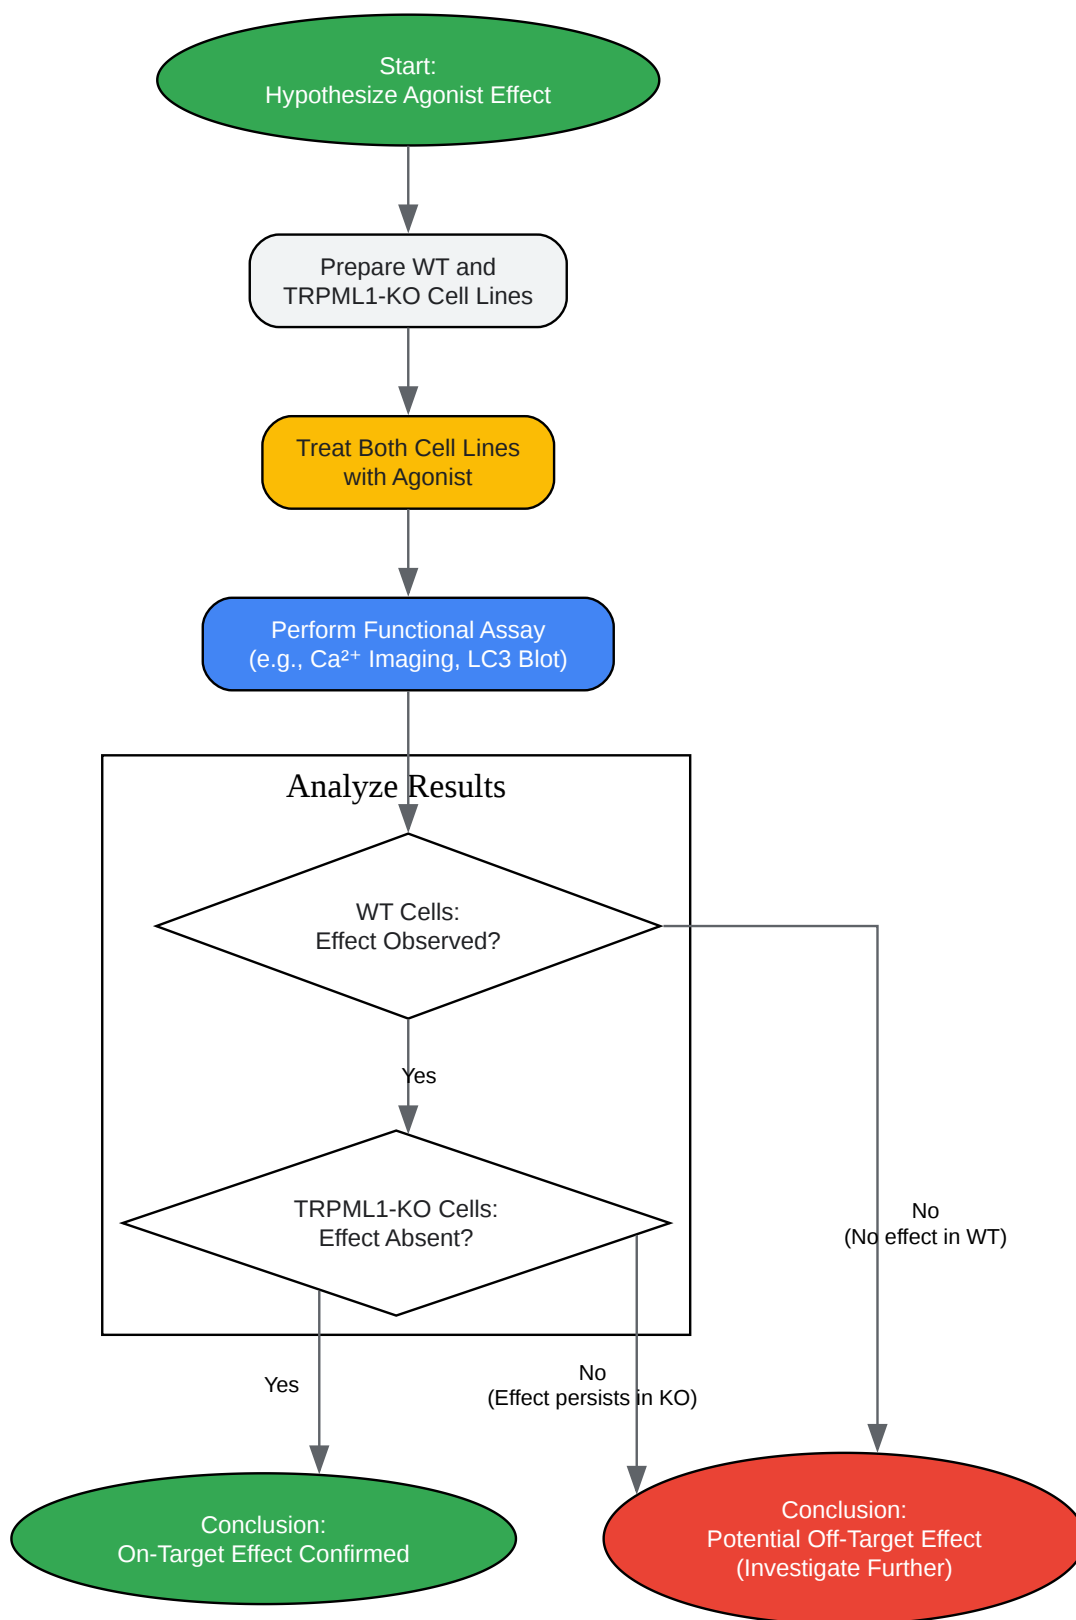 Start:
Hypothesize Agonist Effect
Prepare WT and
TRPML1-KO Cell Lines
Treat Both Cell Lines
with Agonist
Perform Functional Assay
(e.g., Ca²⁺ Imaging, LC3 Blot)
Analyze Results
WT Cells:
Effect Observed?
Yes
TRPML1-KO Cells:
Effect Absent?
No
(No effect in WT)
Yes
No
(Effect persists in KO)
Conclusion:
On-Target Effect Confirmed
Conclusion:
Potential Off-Target Effect
(Investigate Further)